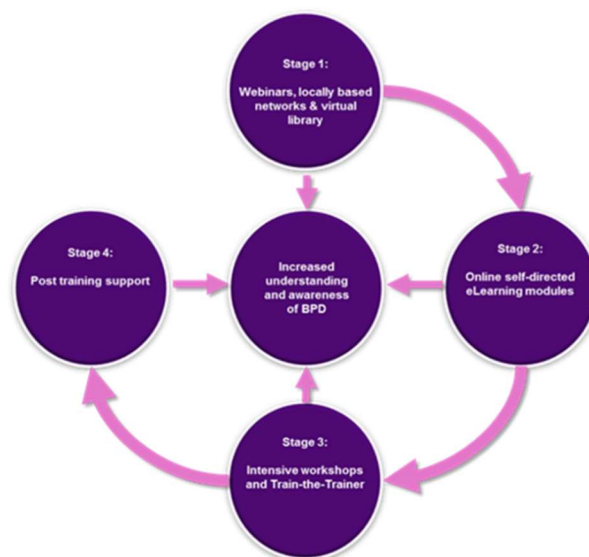 Stage 1:
Webinars, locally based
networks & virtual
library
Stage 4:
Post training support
Increased
understanding
and awareness
of BPD
Stage 2:
Online self-directed
eLearning modules
Stage 3:
Intensive workshops
and Train-the-Trainer